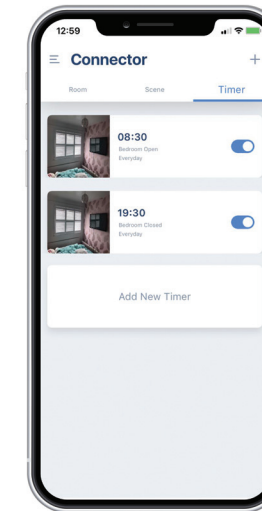 12:59
Connector
Room Scene Timer
08:30
Bedroom Open
Everyday
19:30
Bedroom Closed
Everyday
Add New Timer